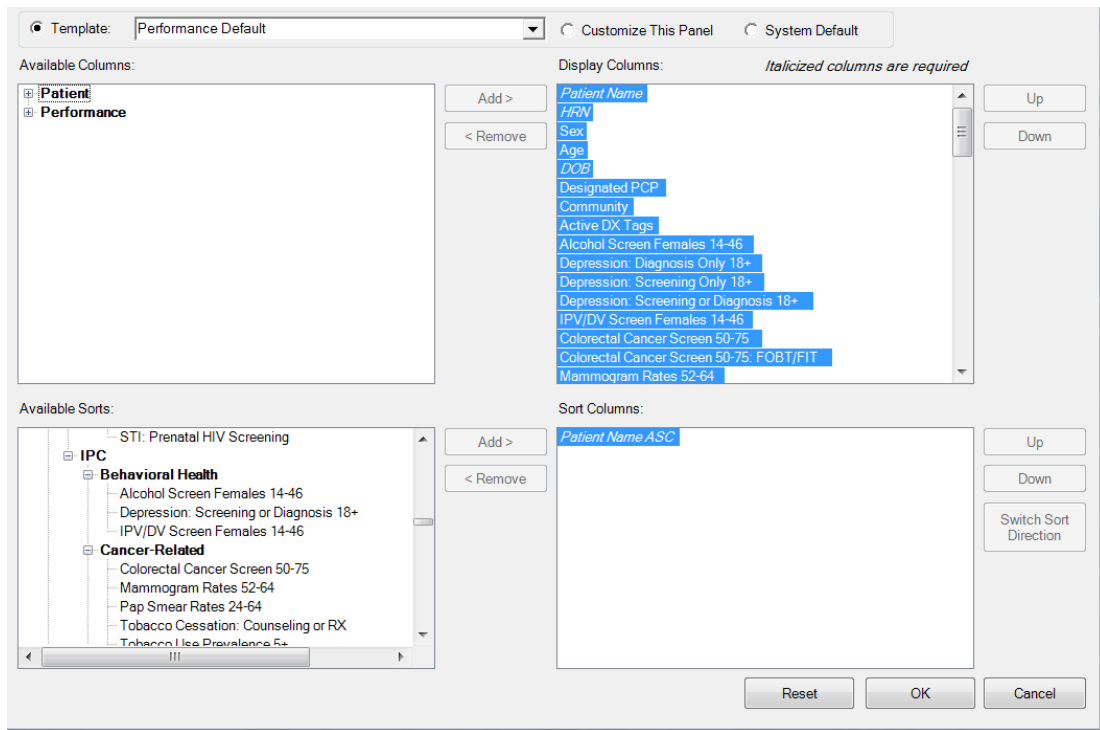 Template: Performance Default Customize This Panel System Default
Available Columns:
Patient
Performance
Add >
< Remove
Display Columns: Italicized columns are required
Patient Name
HRN
Sex
Age
DOB
Designated PCP
Community
Active DX Tags
Alcohol Screen Females 14-46
Depression: Diagnosis Only 18+
Depression: Screening Only 18+
Depression: Screening or Diagnosis 18+
IPV/DV Screen Females 14-46
Colorectal Cancer Screen 50-75
Colorectal Cancer Screen 50-75: FOBT/FIT
Mammogram Rates 52-64
Up
Down
Available Sorts:
STI: Prenatal HIV Screening
IPC
Behavioral Health
Alcohol Screen Females 14-46
Depression: Screening or Diagnosis 18+
IPV/DV Screen Females 14-46
Cancer-Related
Colorectal Cancer Screen 50-75
Mammogram Rates 52-64
Pap Smear Rates 24-64
Tobacco Cessation: Counseling or RX
Tobacco Use Prevalence 5+
Add >
< Remove
Sort Columns:
Patient Name ASC
Up
Down
Switch Sort
Direction
Reset OK Cancel